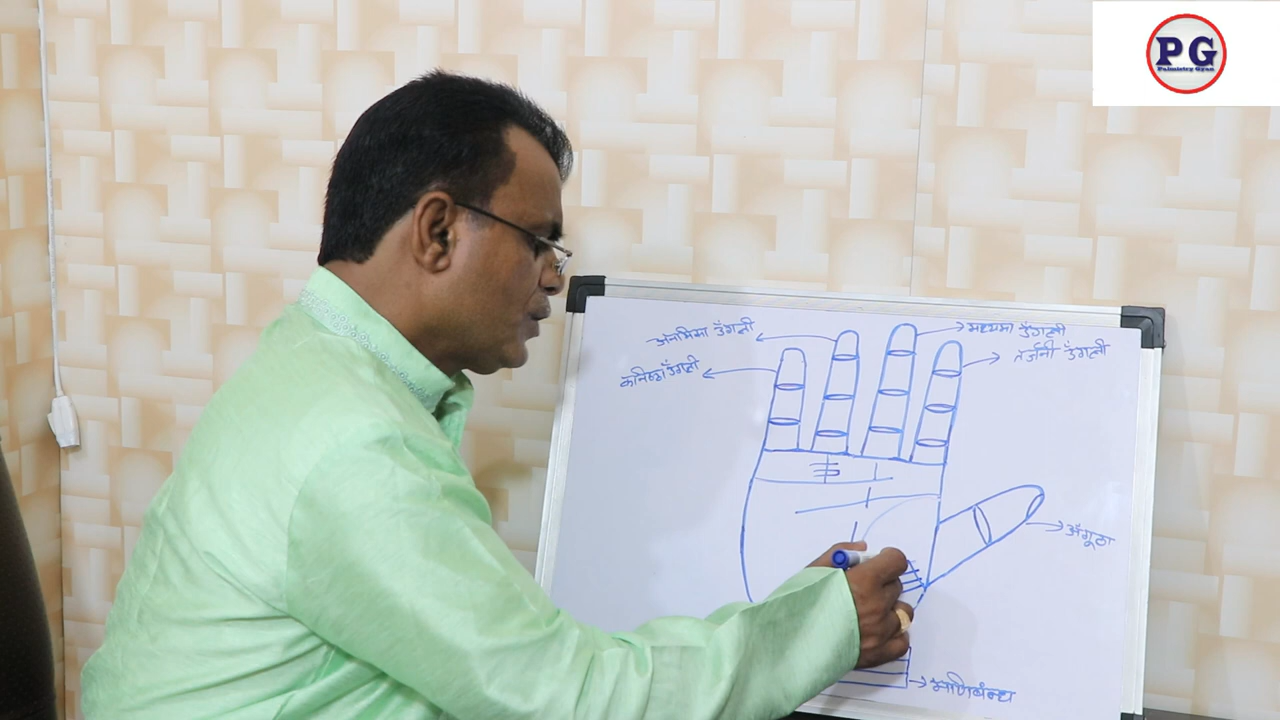 PG
Palmistry Gyan
अनामिका उँगली
मध्यमा उँगली
कनिष्ठा उँगली
तर्जनी उँगली
अँगूठा
मणिबंन्ध